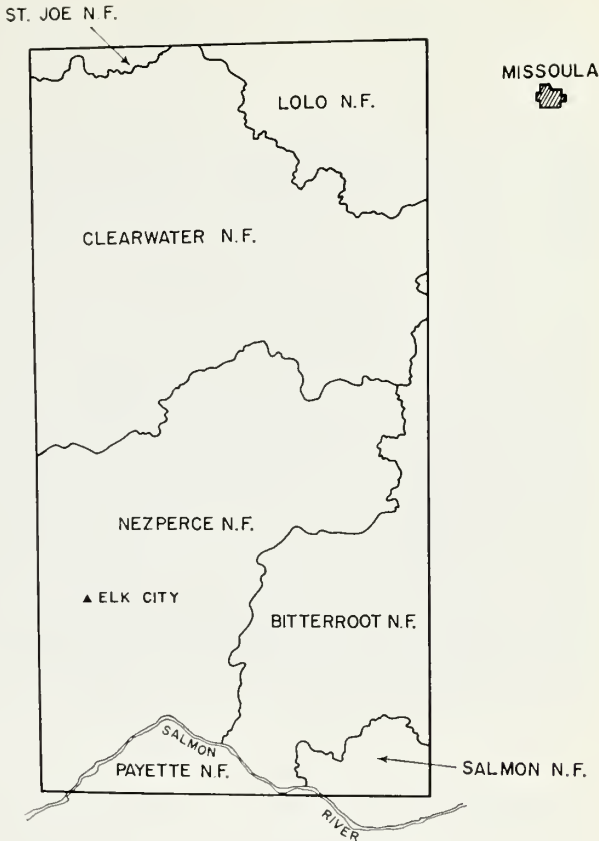 ST. JOE N.F.
MISSOULA
LOLO N.F.
CLEARWATER N.F.
NEZPERCE N.F.
▲ ELK CITY
BITTERROOT N.F.
SALMON
PAYETTE N.F.
SALMON N.F.
RIVER